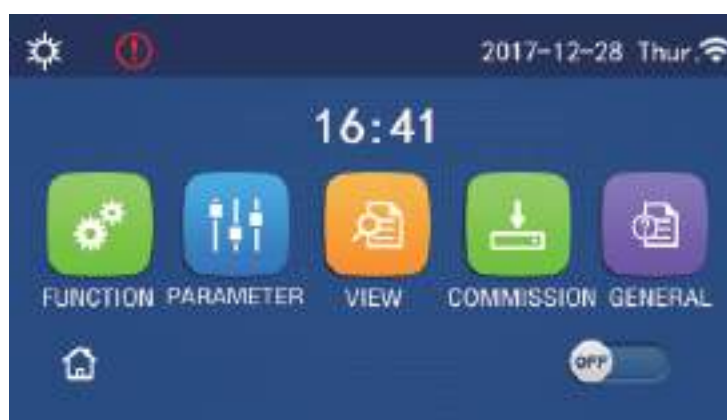 2017-12-28 Thur.
16:41
FUNCTION PARAMETER VIEW COMMISSION GENERAL
OFF